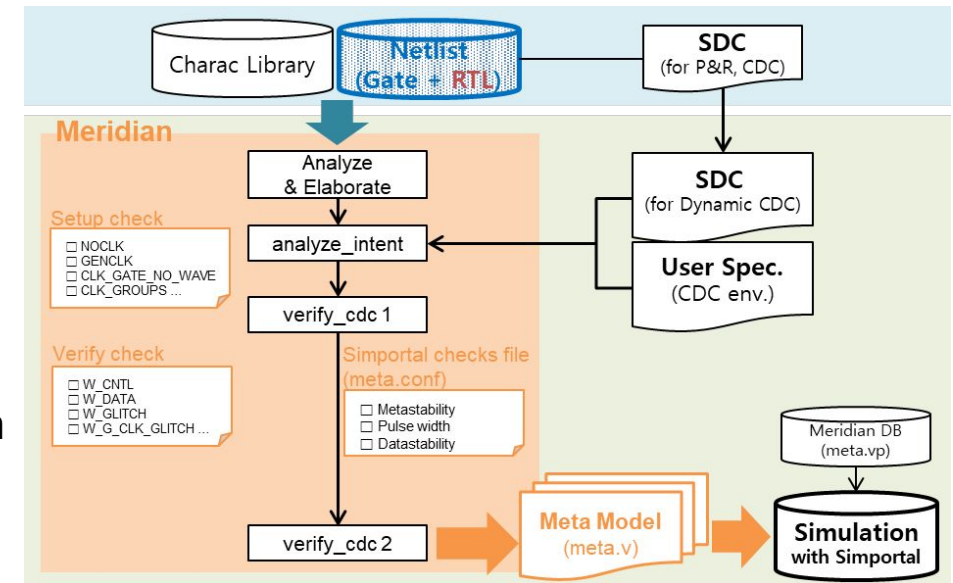 Charac Library
Netlist
(Gate + RTL)
SDC
(for P&R, CDC)
Meridian
Analyze
& Elaborate
SDC
(for Dynamic CDC)
Setup check
☐ NOCLK
☐ GENCLK
☐ CLK_GATE_NO_WAVE
☐ CLK_GROUPS ...
analyze_intent
User Spec.
(CDC env.)
verify_cdc 1
Verify check
☐ W_CNTL
☐ W_DATA
☐ W_GLITCH
☐ W_G_CLK_GLITCH ...
Simportal checks file
(meta.conf)
☐ Metastability
☐ Pulse width
☐ Datastability
Meridian DB
(meta.vp)
verify_cdc 2
Meta Model
(meta.v)
Simulation
with Simportal